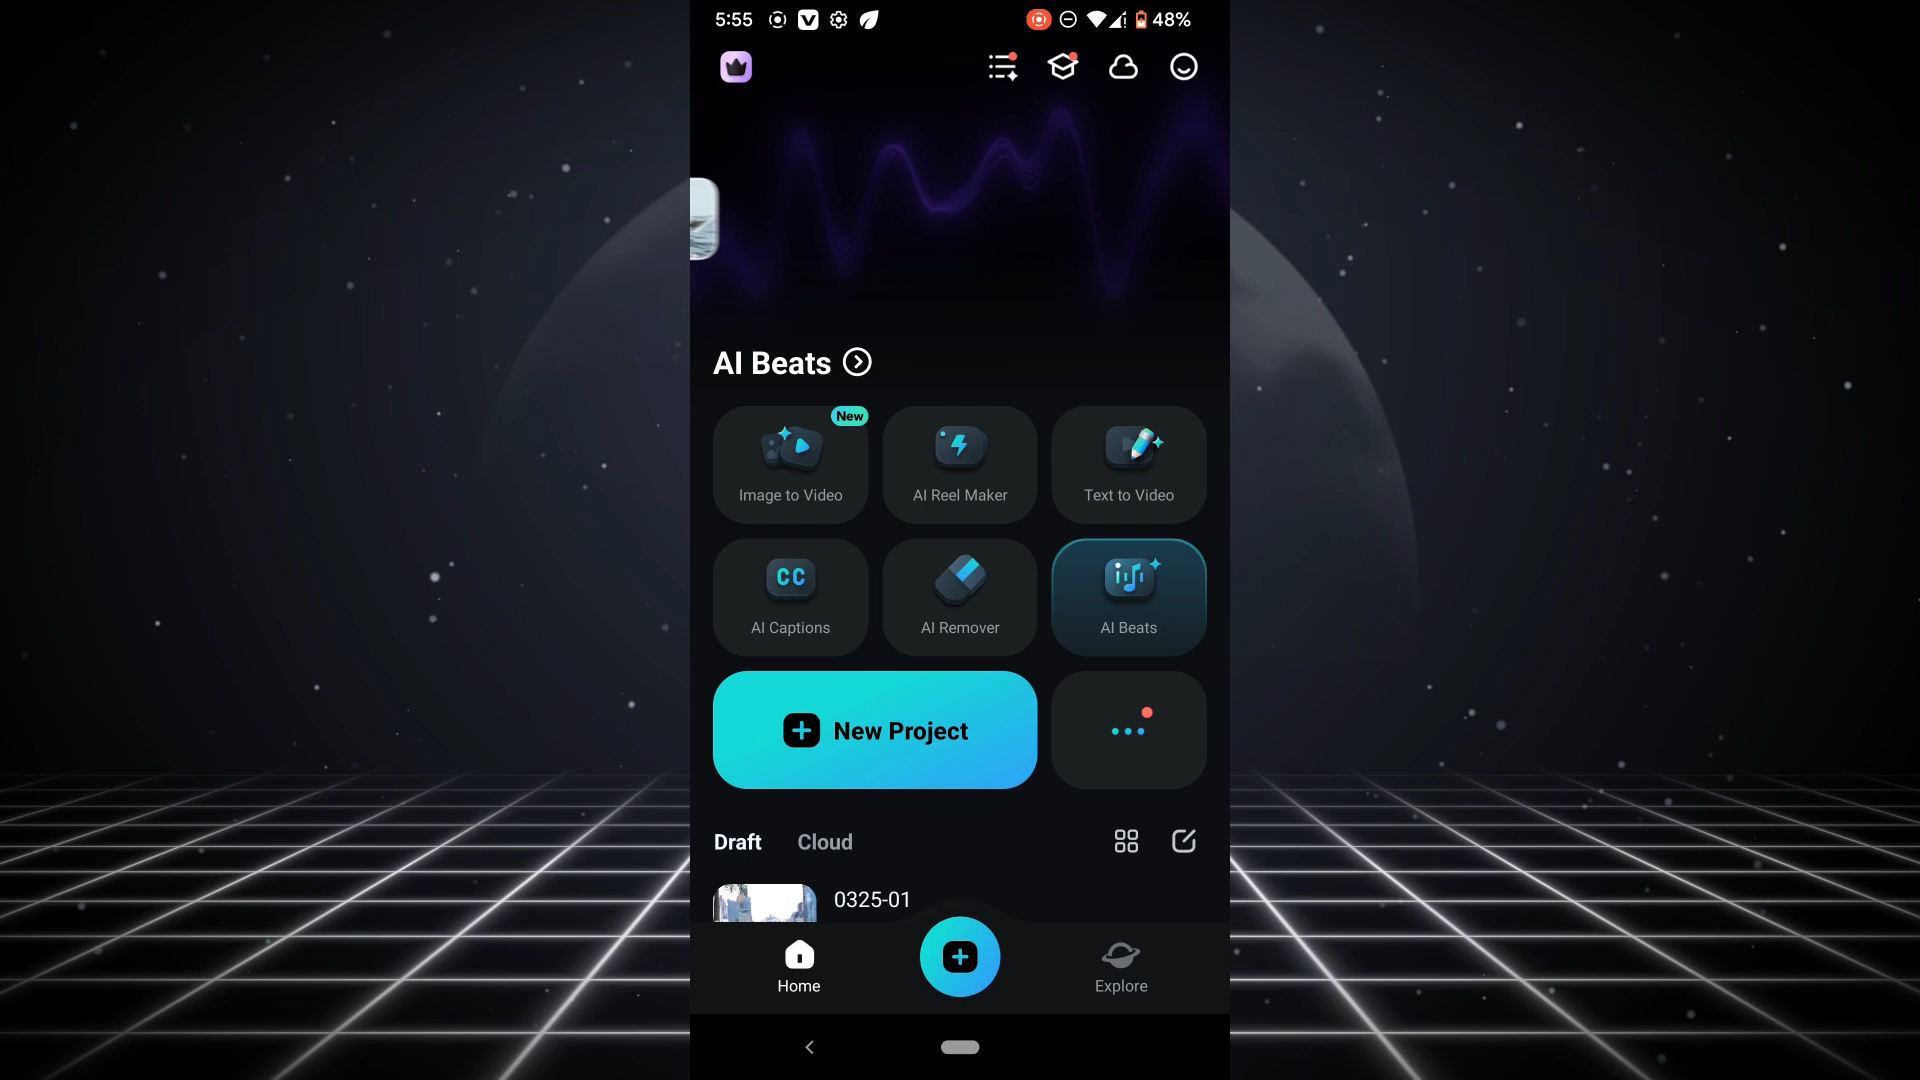 5:55
48%
AI Beats
New
Image to Video
AI Reel Maker
Text to Video
CC
AI Captions
AI Remover
AI Beats
New Project
Draft
Cloud
0325-01
Home
Explore